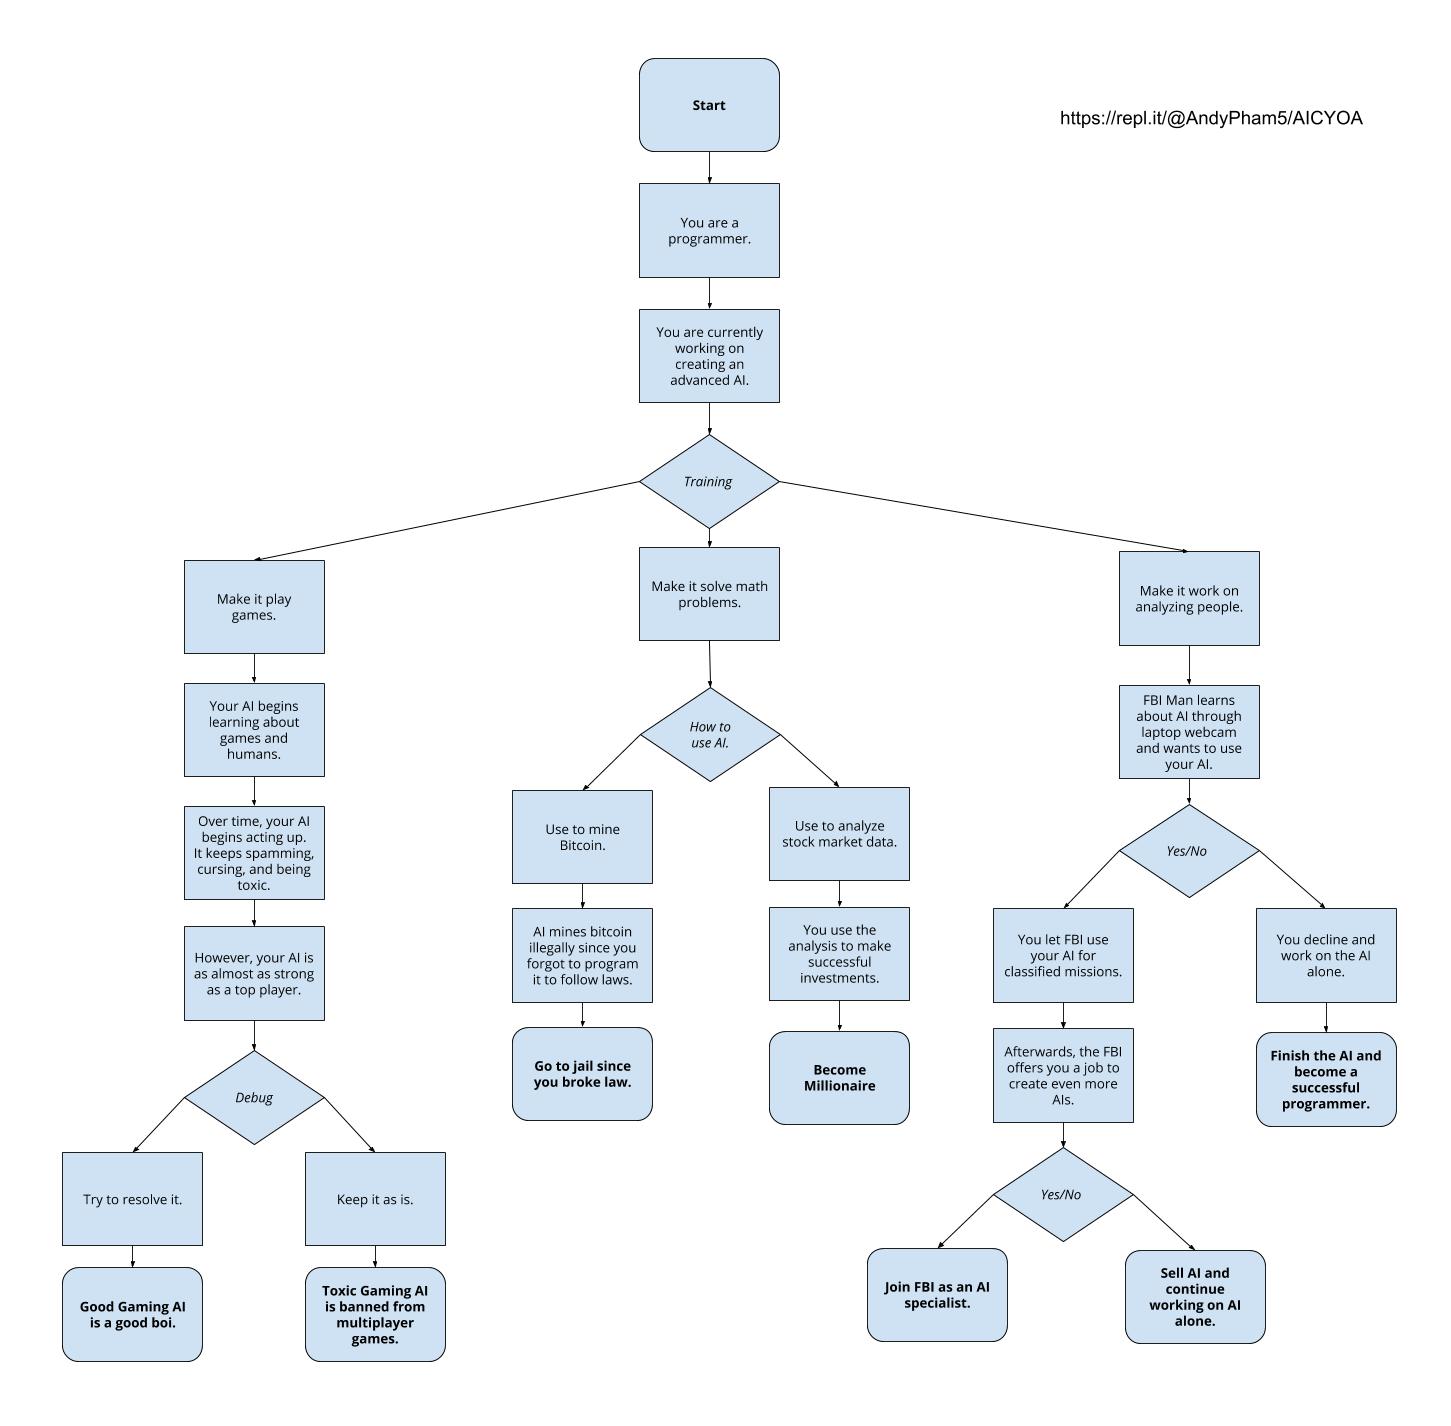 Start
https://repl.it/@AndyPham5/AICYOA
You are a
programmer.
You are currently
working on
creating an
advanced AI.
Training
Make it play
games.
Your AI begins
learning about
games and
humans.
Over time, your AI
begins acting up.
It keeps spamming,
cursing, and being
toxic.
However, your AI is
as almost as strong
as a top player.
Debug
Try to resolve it.
Good Gaming AI
is a good boi.
Keep it as is.
Toxic Gaming AI
is banned from
multiplayer
games.
Make it solve math
problems.
How to
use AI.
Use to mine
Bitcoin.
AI mines bitcoin
illegally since you
forgot to program
it to follow laws.
Go to jail since
you broke law.
Use to analyze
stock market data.
You use the
analysis to make
successful
investments.
Become
Millionaire
Make it work on
analyzing people.
FBI Man learns
about AI through
laptop webcam
and wants to use
your AI.
Yes/No
You let FBI use
your AI for
classified missions.
Afterwards, the FBI
offers you a job to
create even more
AIs.
Yes/No
Join FBI as an AI
specialist.
Sell AI and
continue
working on AI
alone.
You decline and
work on the AI
alone.
Finish the AI and
become a
successful
programmer.